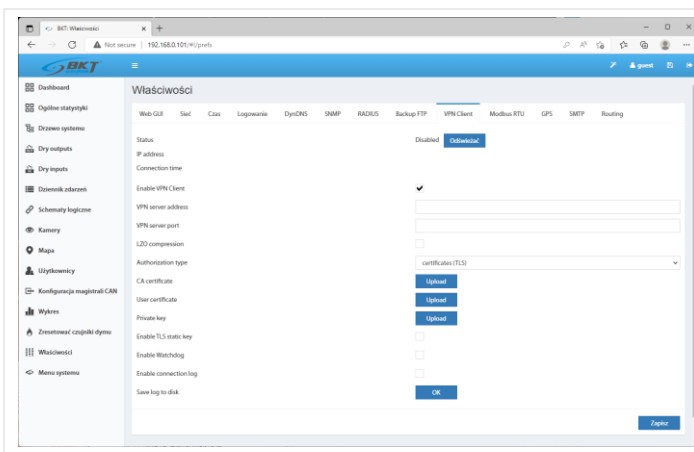 BKT: Właściwości
Not secure | 192.168.0.101/#!/prefs
BKT
guest
Dashboard
Ogólne statystyki
Drzewo systemu
Dry outputs
Dry inputs
Dziennik zdarzeń
Schematy logiczne
Kamery
Mapa
Użytkownicy
Konfiguracja magistrali CAN
Wykres
Zresetować czujniki dymu
Właściwości
Menu systemu
Właściwości
Web GUI Sieć Czas Logowanie DynDNS SNMP RADIUS Backup FTP VPN Client Modbus RTU GPS SMTP Routing
Status Disabled Odświeżać
IP address
Connection time
Enable VPN Client
VPN server address
VPN server port
LZO compression
Authorization type certificates (TLS)
CA certificate Upload
User certificate Upload
Private key Upload
Enable TLS static key
Enable Watchdog
Enable connection log
Save log to disk OK
Zapisz